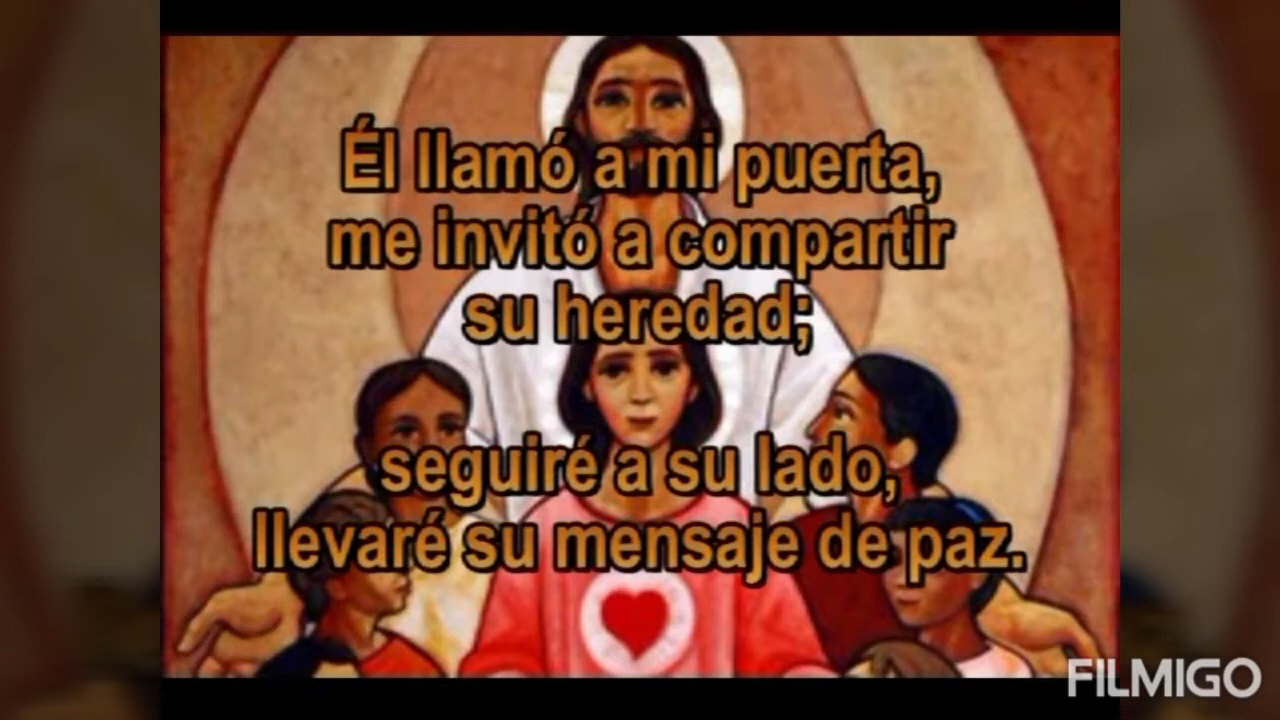 Él llamó a mi puerta,
me invitó a compartir
su heredad;
seguiré a su lado,
llevaré su mensaje de paz.
FILMIGO